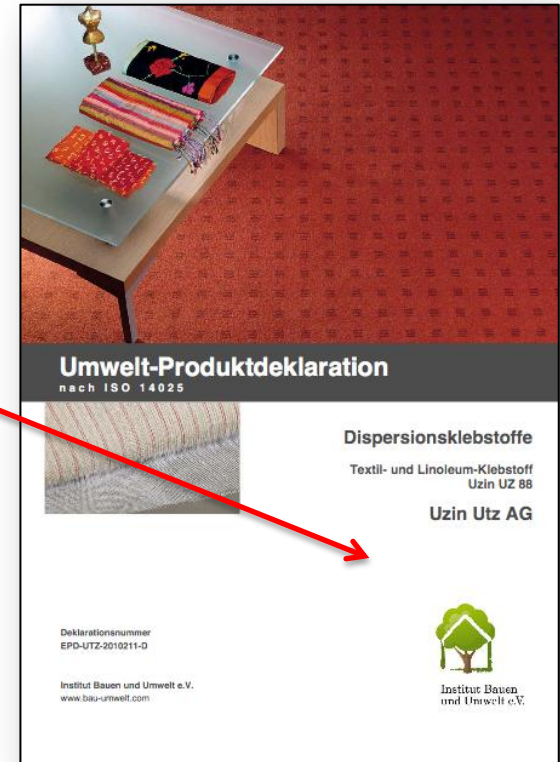 Umwelt-Produktdeklaration
nach ISO 14025
Dispersionsklebstoffe
Textil- und Linoleum-Klebstoff
Uzin UZ 88
Uzin Utz AG
Deklarationsnummer
EPD-UTZ-2010211-D
Institut Bauen und Umwelt e.V.
www.bau-umwelt.com
Institut Bauen
und Umwelt e.V.